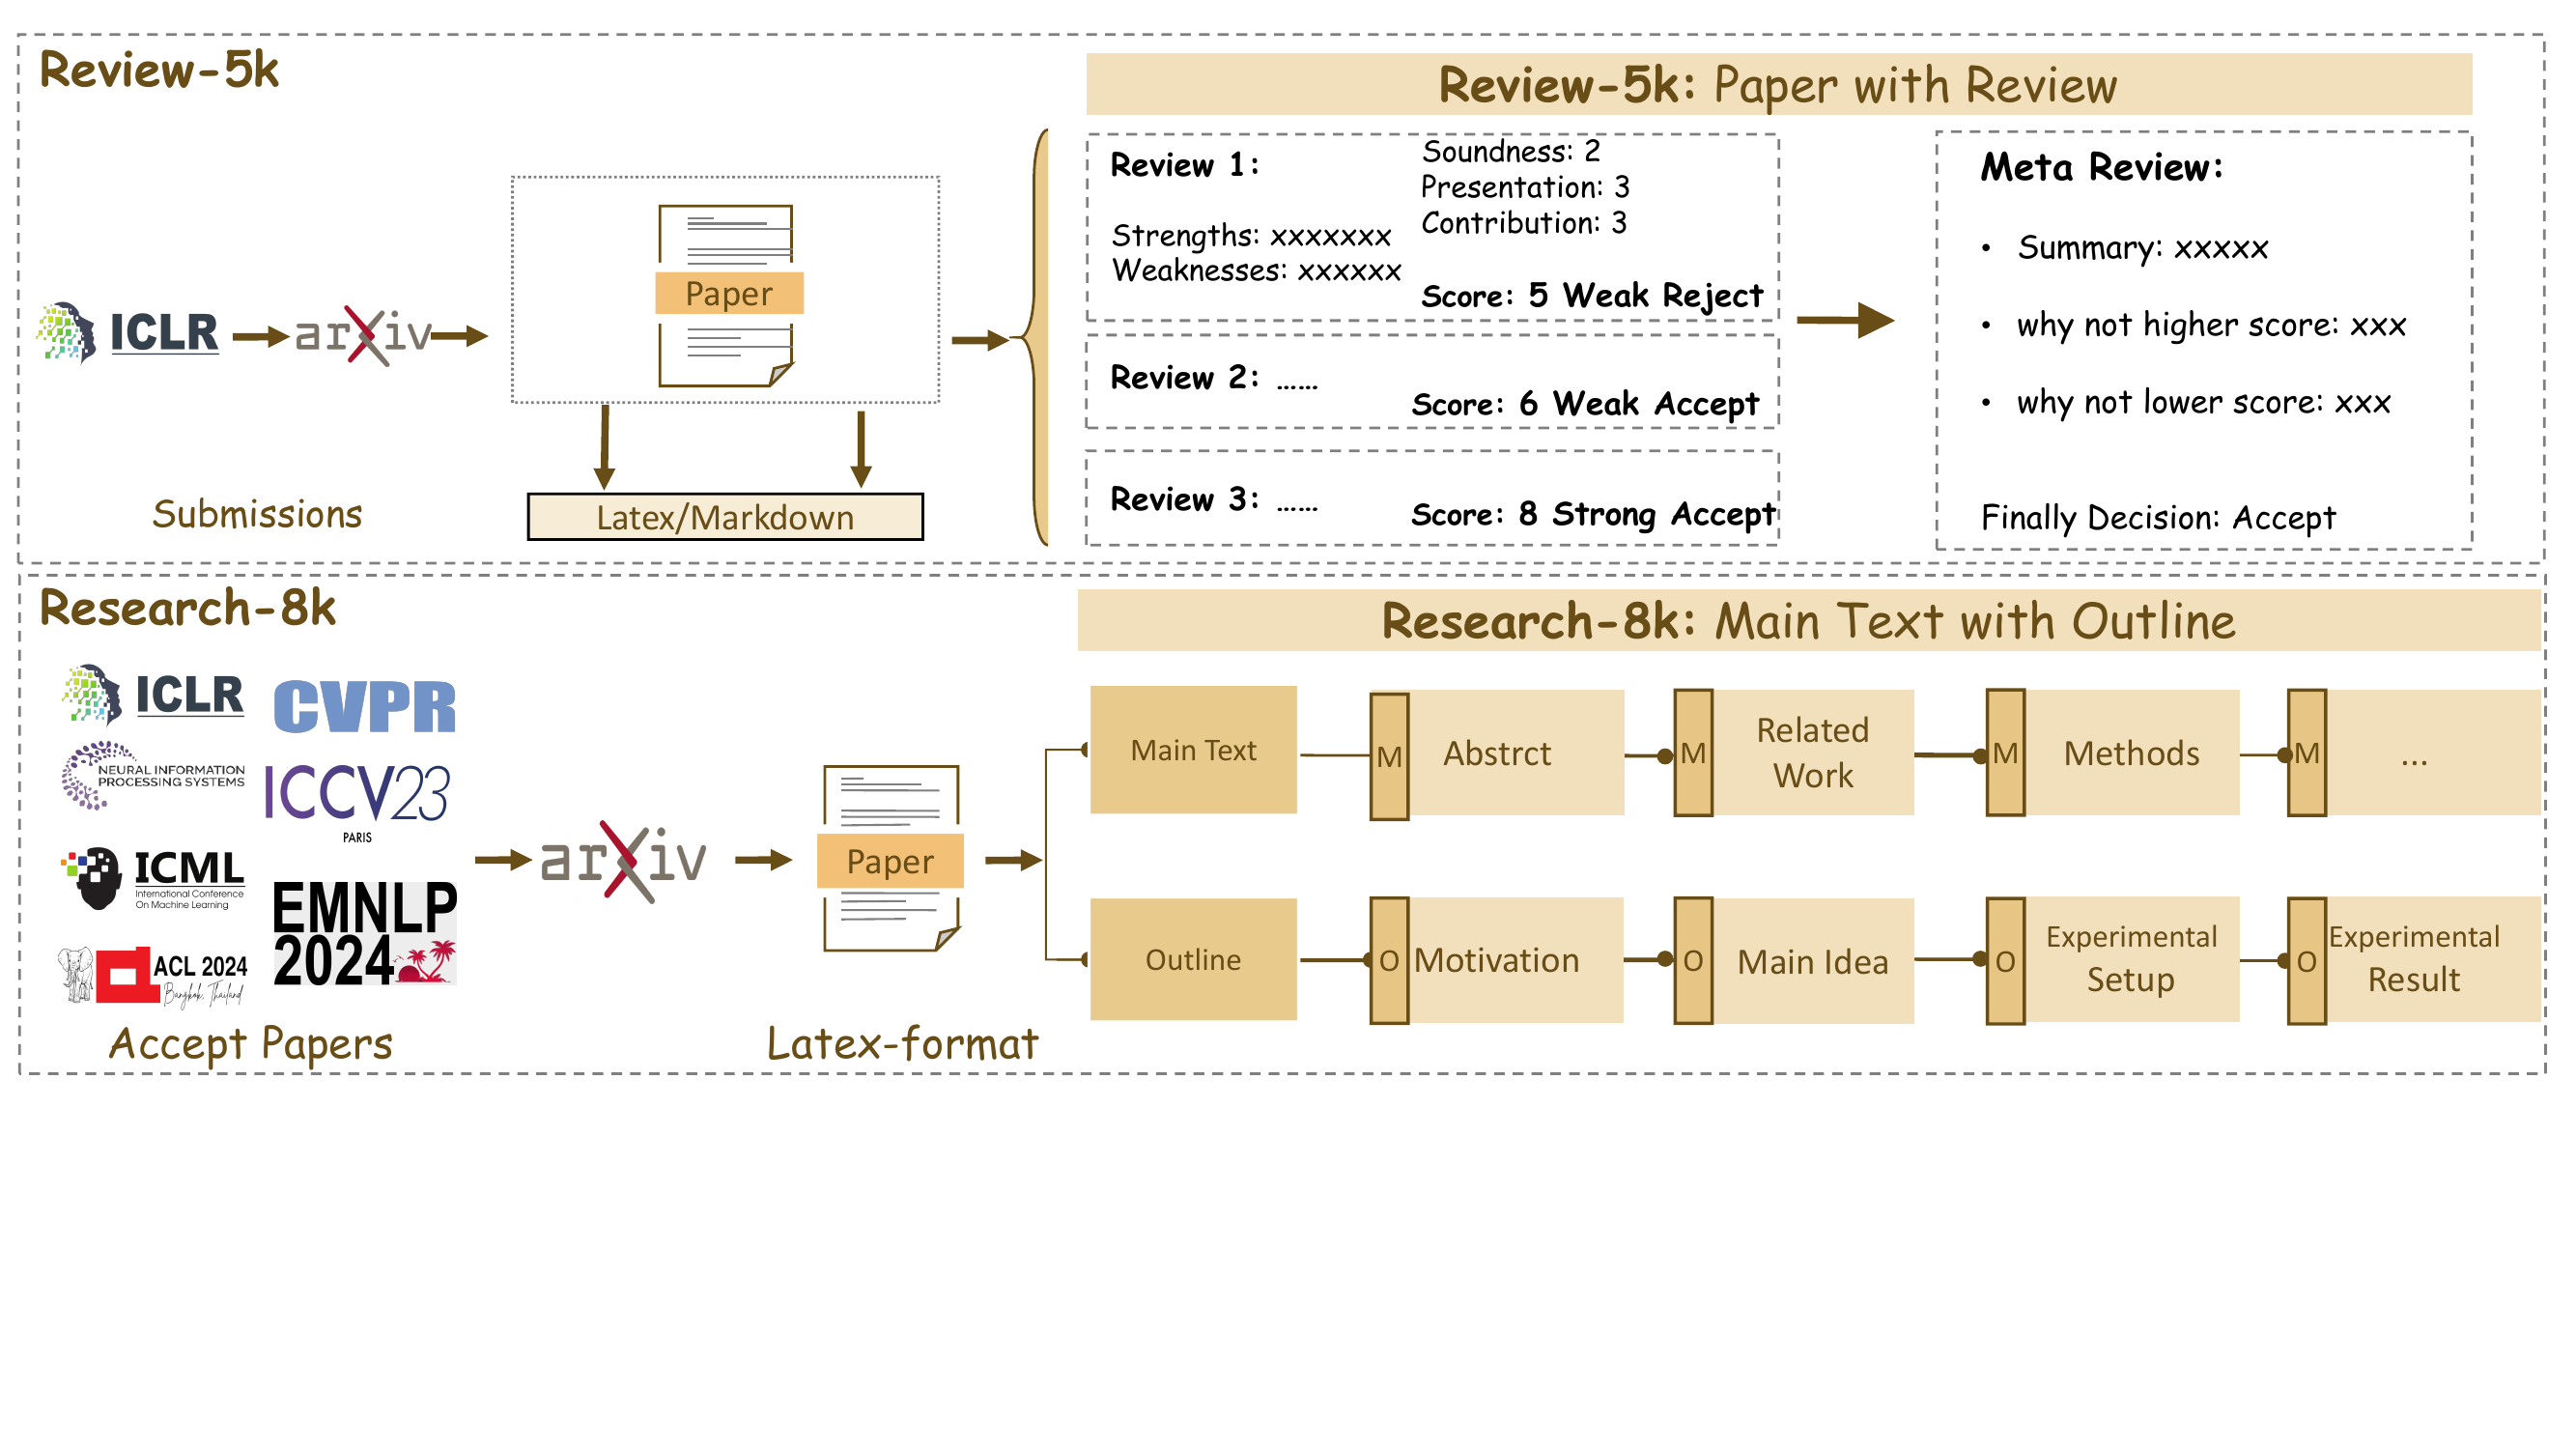 Review-5k
Review-5k: Paper with Review
ICLR
arXiv
Paper
Latex/Markdown
Submissions
Review 1:
Strengths: xxxxxxx
Weaknesses: xxxxxx
Soundness: 2
Presentation: 3
Contribution: 3
Score: 5 Weak Reject
Review 2: ......
Score: 6 Weak Accept
Review 3: ......
Score: 8 Strong Accept
Meta Review:
• Summary: xxxxx
• why not higher score: xxx
• why not lower score: xxx
Finally Decision: Accept
Research-8k
Research-8k: Main Text with Outline
ICLR
CVPR
NEURAL INFORMATION
PROCESSING SYSTEMS
ICCV23
PARIS
ICML
International Conference
On Machine Learning
EMNLP
2024
ACL 2024
Bangkok, Thailand
Accept Papers
arXiv
Paper
Latex-format
Main Text
M
Abstrct
M
Related
Work
M
Methods
M
...
Outline
O
Motivation
O
Main Idea
O
Experimental
Setup
O
Experimental
Result